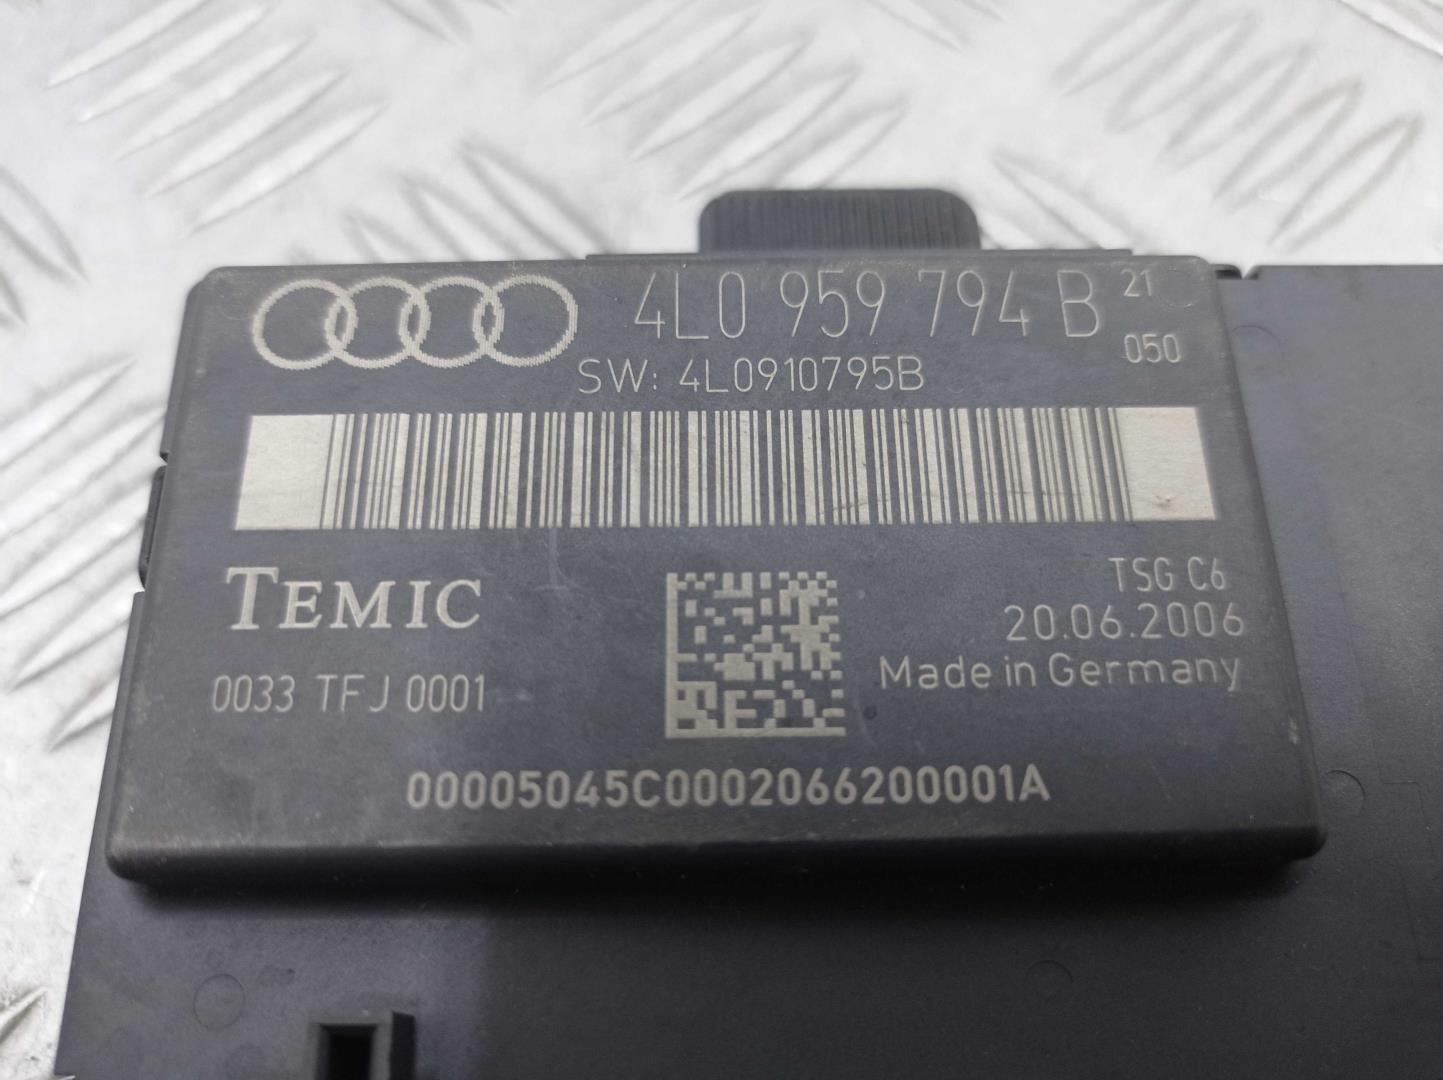 4L0 959 794 B 21
050
SW: 4L0910795B
TEMIC
TSG C6
20.06.2006
Made in Germany
0033 TFJ 0001
00005045C0002066200001A